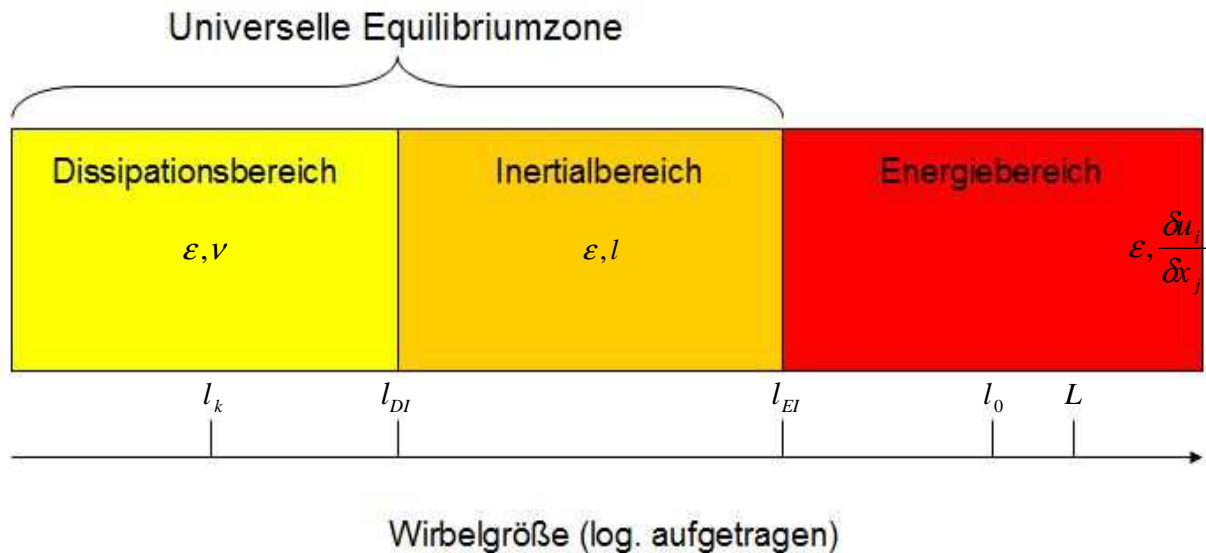 Universelle Equilibriumzone
Dissipationsbereich
Inertialbereich
Energiebereich
ε, ν
ε, l
ε, δu_i / δx_j
l_k
l_DI
l_EI
l_0
L
Wirbelgröße (log. aufgetragen)